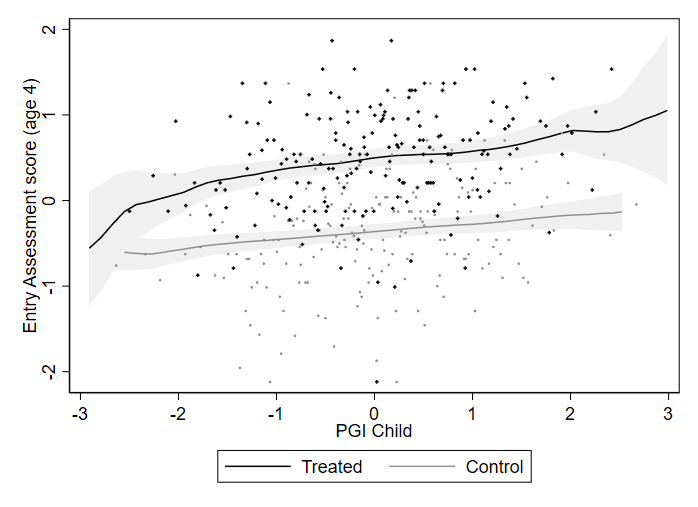 Entry Assessment score (age 4)
2
1
0
-1
-2
-3 -2 -1 0 1 2 3
PGI Child
Treated Control